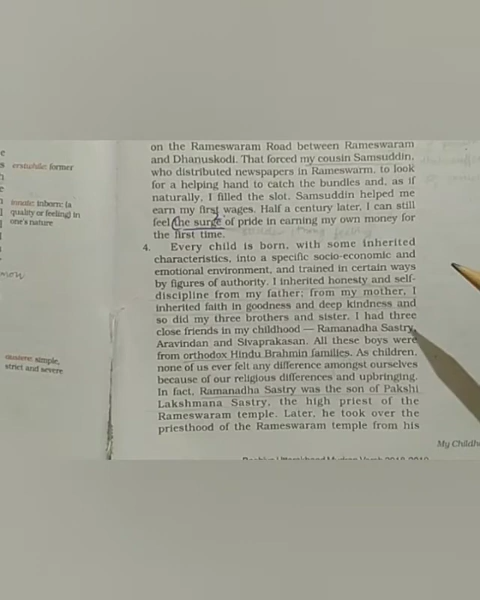 on the Rameswaram Road between Rameswaram
and Dhanuskodi. That forced my cousin Samsuddin,
who distributed newspapers in Rameswarm, to look
for a helping hand to catch the bundles and, as if
naturally, I filled the slot. Samsuddin helped me
earn my first wages. Half a century later, I can still
feel the surge of pride in earning my own money for
the first time.
4. Every child is born, with some inherited
characteristics, into a specific socio-economic and
emotional environment, and trained in certain ways
by figures of authority. I inherited honesty and self-
discipline from my father; from my mother, I
inherited faith in goodness and deep kindness and
so did my three brothers and sister. I had three
close friends in my childhood — Ramanadha Sastry,
Aravindan and Sivaprakasan. All these boys were
from orthodox Hindu Brahmin families. As children,
none of us ever felt any difference amongst ourselves
because of our religious differences and upbringing.
In fact, Ramanadha Sastry was the son of Pakshi
Lakshmana Sastry, the high priest of the
Rameswaram temple. Later, he took over the
priesthood of the Rameswaram temple from his
erstwhile: former
innate: inborn; (a
quality or feeling) in
one's nature
austere: simple,
strict and severe
My Childh